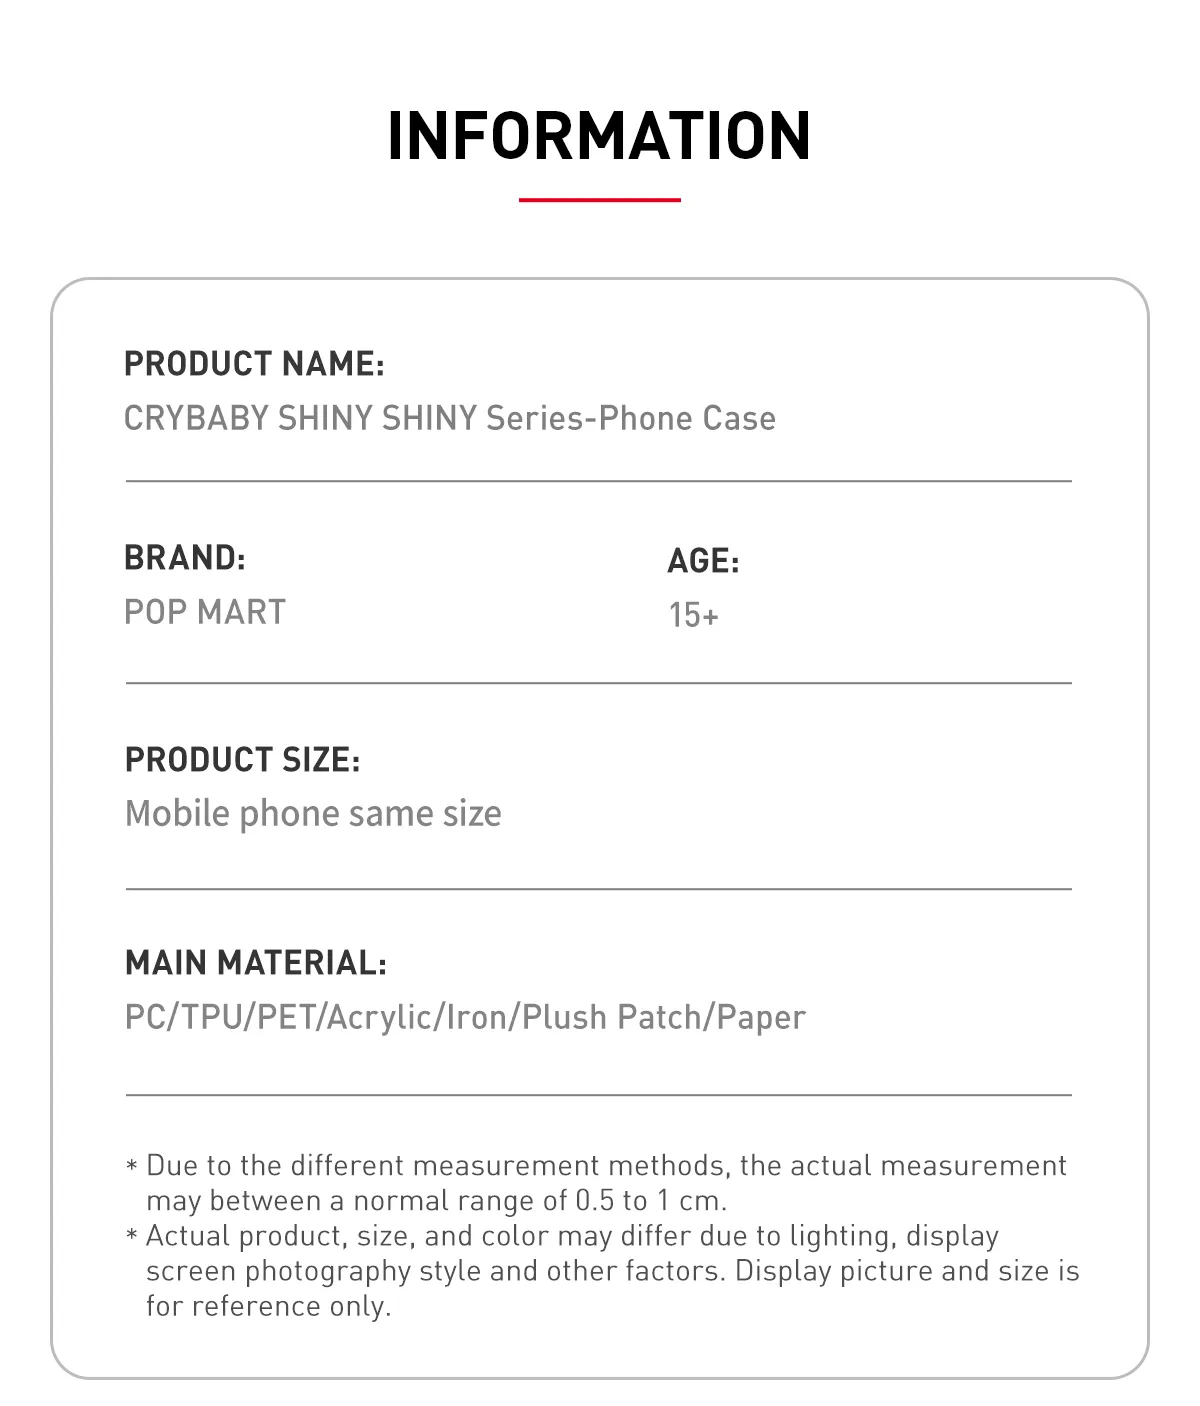 INFORMATION
PRODUCT NAME:
CRYBABY SHINY SHINY Series-Phone Case
BRAND:
POP MART
AGE:
15+
PRODUCT SIZE:
Mobile phone same size
MAIN MATERIAL:
PC/TPU/PET/Acrylic/Iron/Plush Patch/Paper
* Due to the different measurement methods, the actual measurement
may between a normal range of 0.5 to 1 cm.
* Actual product, size, and color may differ due to lighting, display
screen photography style and other factors. Display picture and size is
for reference only.